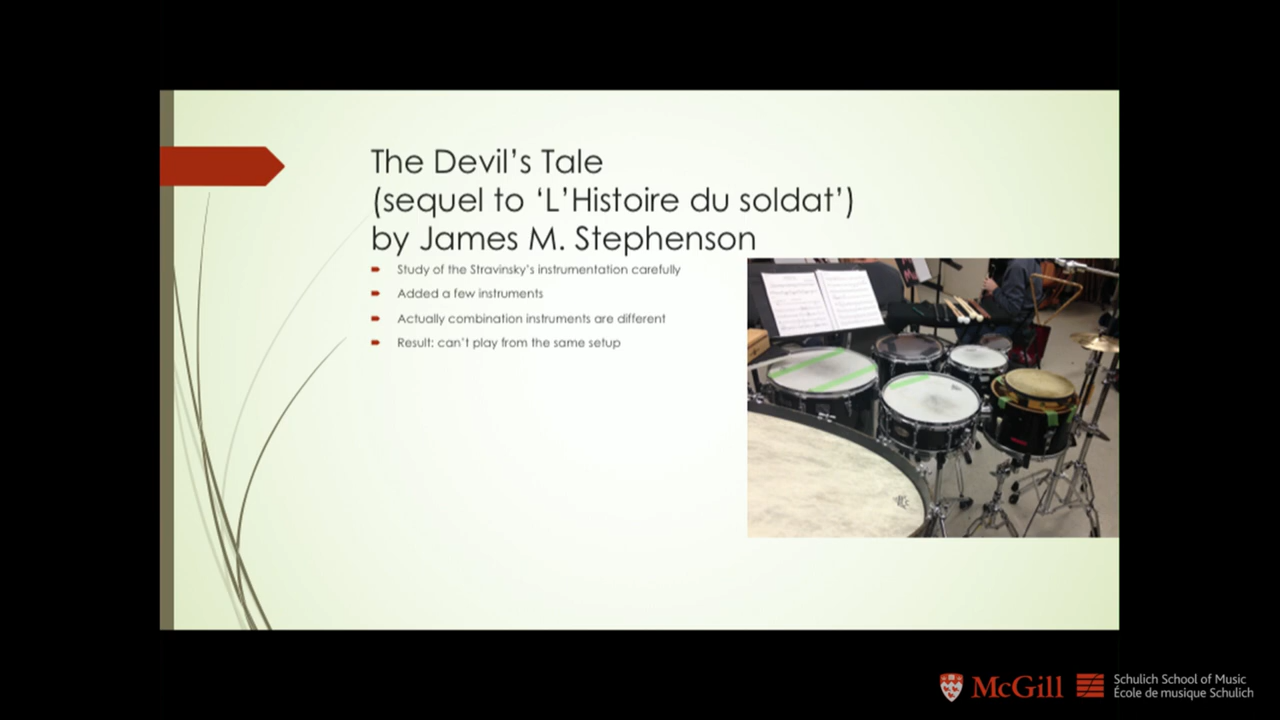 The Devil’s Tale
(sequel to ‘L’Histoire du soldat’)
by James M. Stephenson
Study of the Stravinsky’s instrumentation carefully
Added a few instruments
Actually combination instruments are different
Result: can’t play from the same setup
McGill
Schulich School of Music
École de musique Schulich